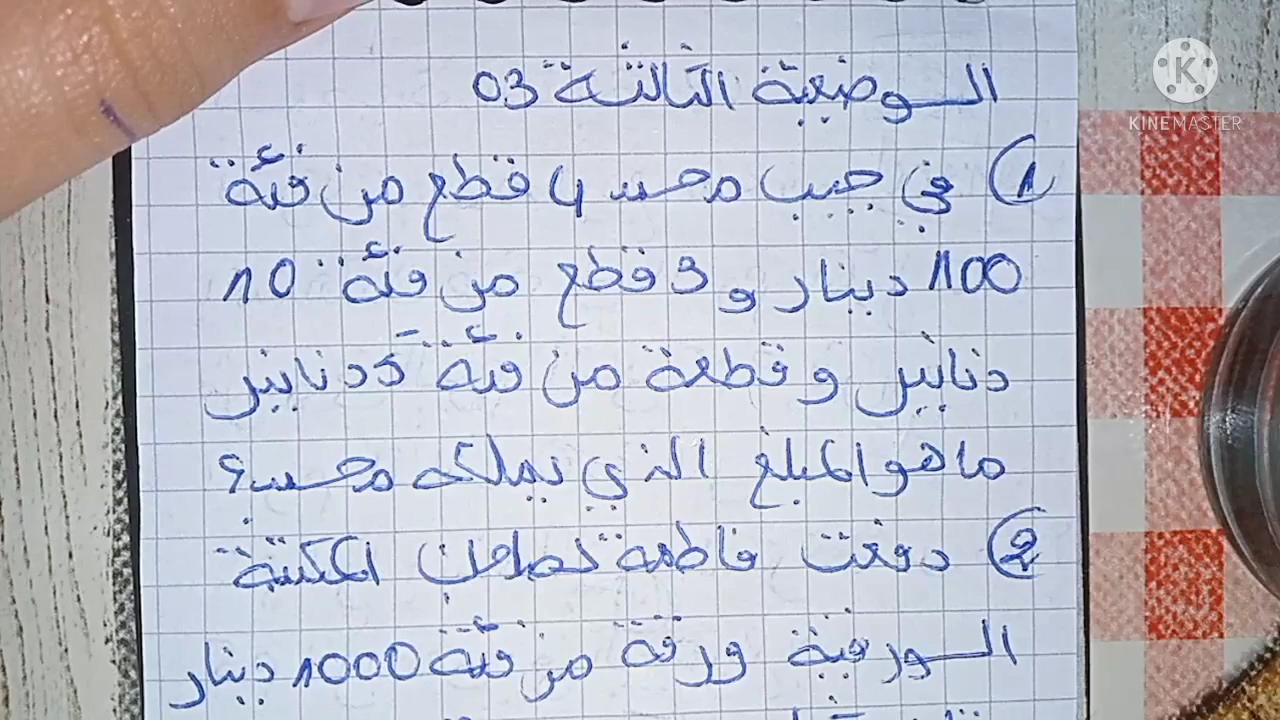 الوضعية الثالثة 03
① في جيب محمد 4 قطع من فئة
100 دينار و 3 قطع من فئة 10
دنانير وقطعة من فئة 5 دنانير
ما هو المبلغ الذي يملكه محمد؟
② دفعت فاطمة لصاحب المكتبة
الورقية ورقة من فئة 1000 دينار
KINEMASTER